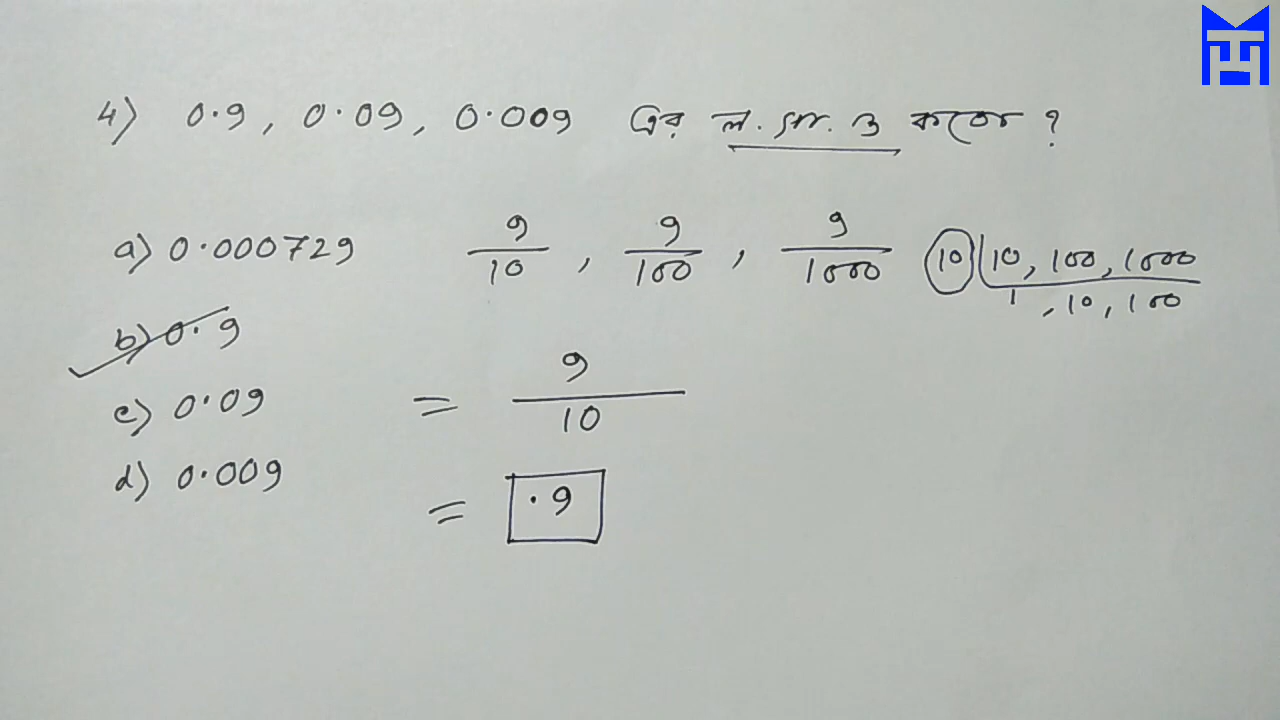 4) 0.9, 0.09, 0.009 এর ল. সা. গু কতো ?
a) 0.000729
b) 0.9
c) 0.09
d) 0.009
9/10 , 9/100 , 9/1000
10 | 10, 100, 1000
1, 10, 100
= 9/10
= .9